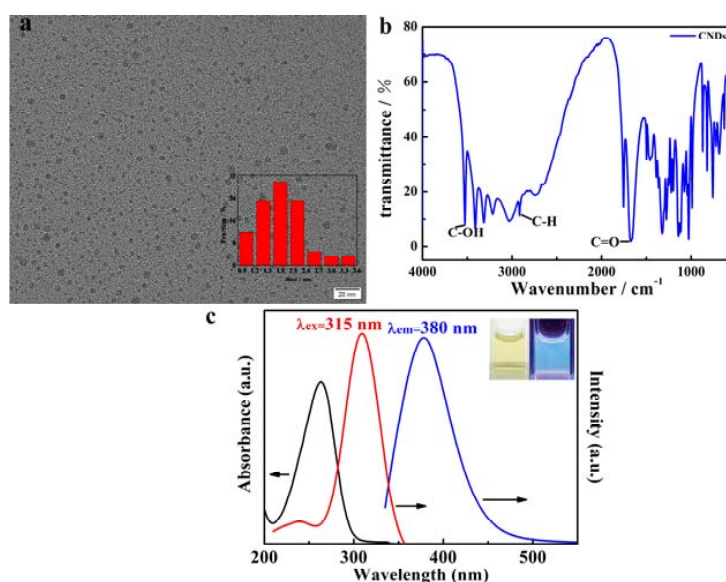 a
20 nm
b
CNDs
transmittance / %
80
60
40
20
0
C-OH
C-H
C=O
4000 3000 2000 1000
Wavenumber / cm⁻¹
c
λex=315 nm
λem=380 nm
Absorbance (a.u.)
Intensity (a.u.)
200 300 400 500
Wavelength (nm)